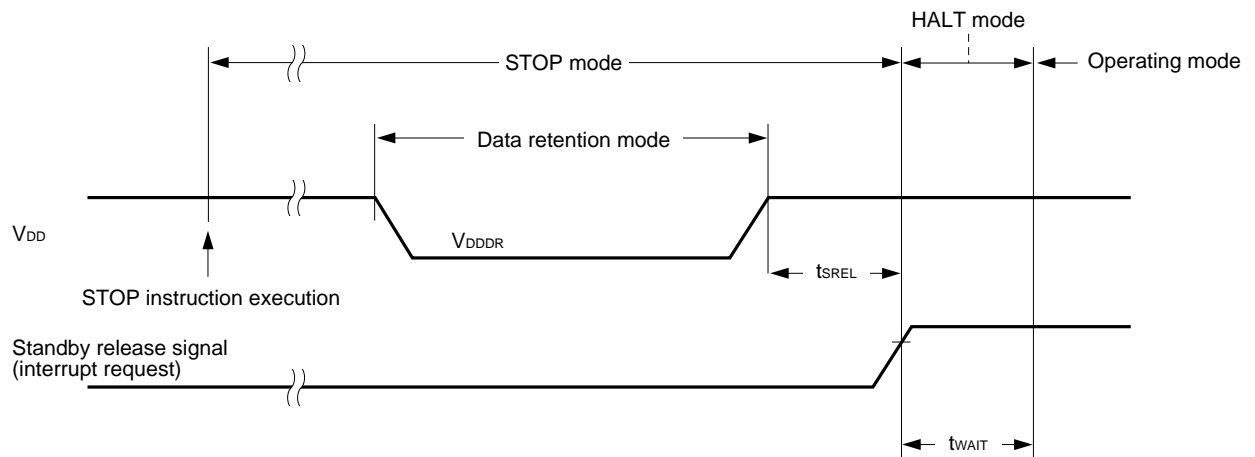 HALT mode
STOP mode
Operating mode
Data retention mode
VDD
VDDDR
tSREL
STOP instruction execution
Standby release signal
(interrupt request)
tWAIT